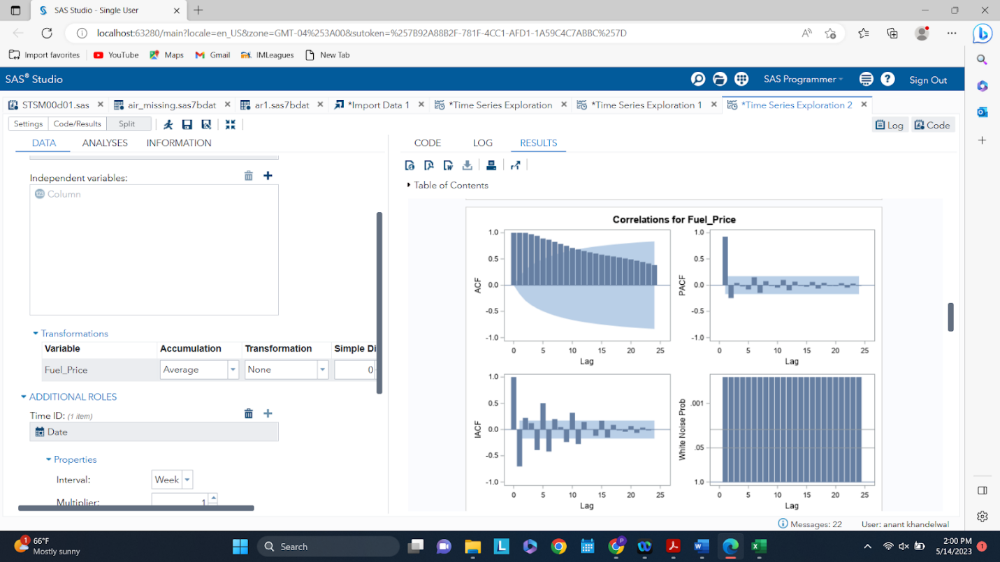 SAS Studio - Single User
localhost:63280/main?locale=en_US&zone=GMT-04%253A00&sutoken=%257B92A88B2F-781F-4CC1-AFD1-1A59C4C7ABBC%257D
Import favorites YouTube Maps Gmail IMLeagues New Tab
SAS® Studio SAS Programmer Sign Out
STSM00d01.sas air_missing.sas7bdat ar1.sas7bdat *Import Data 1 *Time Series Exploration *Time Series Exploration 1 *Time Series Exploration 2
Settings Code/Results Split Log Code
DATA ANALYSES INFORMATION
Independent variables:
123 Column
Transformations
Variable Accumulation Transformation Simple Di
Fuel_Price Average None 0
ADDITIONAL ROLES
Time ID: (1 item)
Date
Properties
Interval: Week
Multiplier: 1
CODE LOG RESULTS
Table of Contents
Correlations for Fuel_Price
1.0
0.5
0.0
-0.5
-1.0
ACF
0 5 10 15 20 25
Lag
1.0
0.5
0.0
-0.5
-1.0
PACF
0 5 10 15 20 25
Lag
1.0
0.5
0.0
-0.5
-1.0
IACF
0 5 10 15 20 25
Lag
.001
.05
1.0
White Noise Prob
0 5 10 15 20 25
Lag
Messages: 22 User: anant khandelwal
1
66°F
Mostly sunny
Search
L
P
2:00 PM
5/14/2023
1